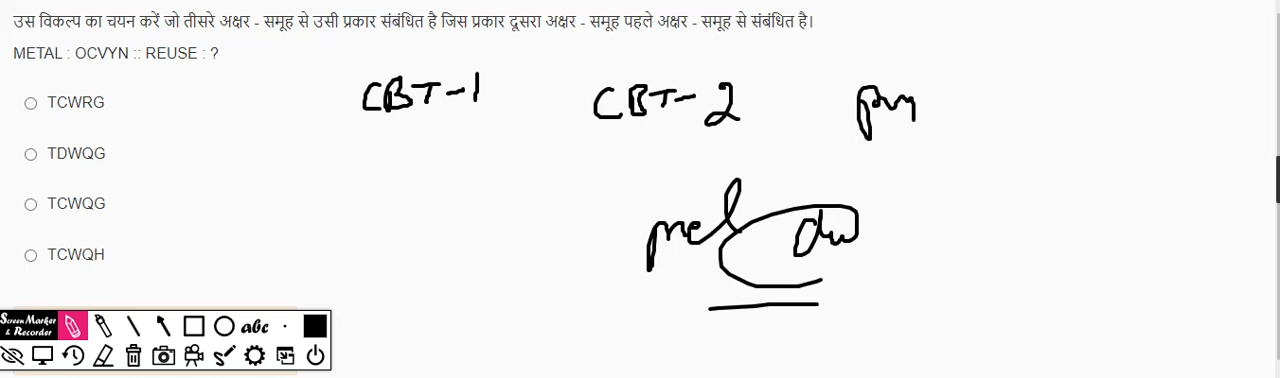 उस विकल्प का चयन करें जो तीसरे अक्षर - समूह से उसी प्रकार संबंधित है जिस प्रकार दूसरा अक्षर - समूह पहले अक्षर - समूह से संबंधित है।
METAL : OCVYN :: REUSE : ?
TCWRG
CBT-1 CBT-2
TDWQG
TCWQG
TCWQH
Screen Marker & Recorder abc